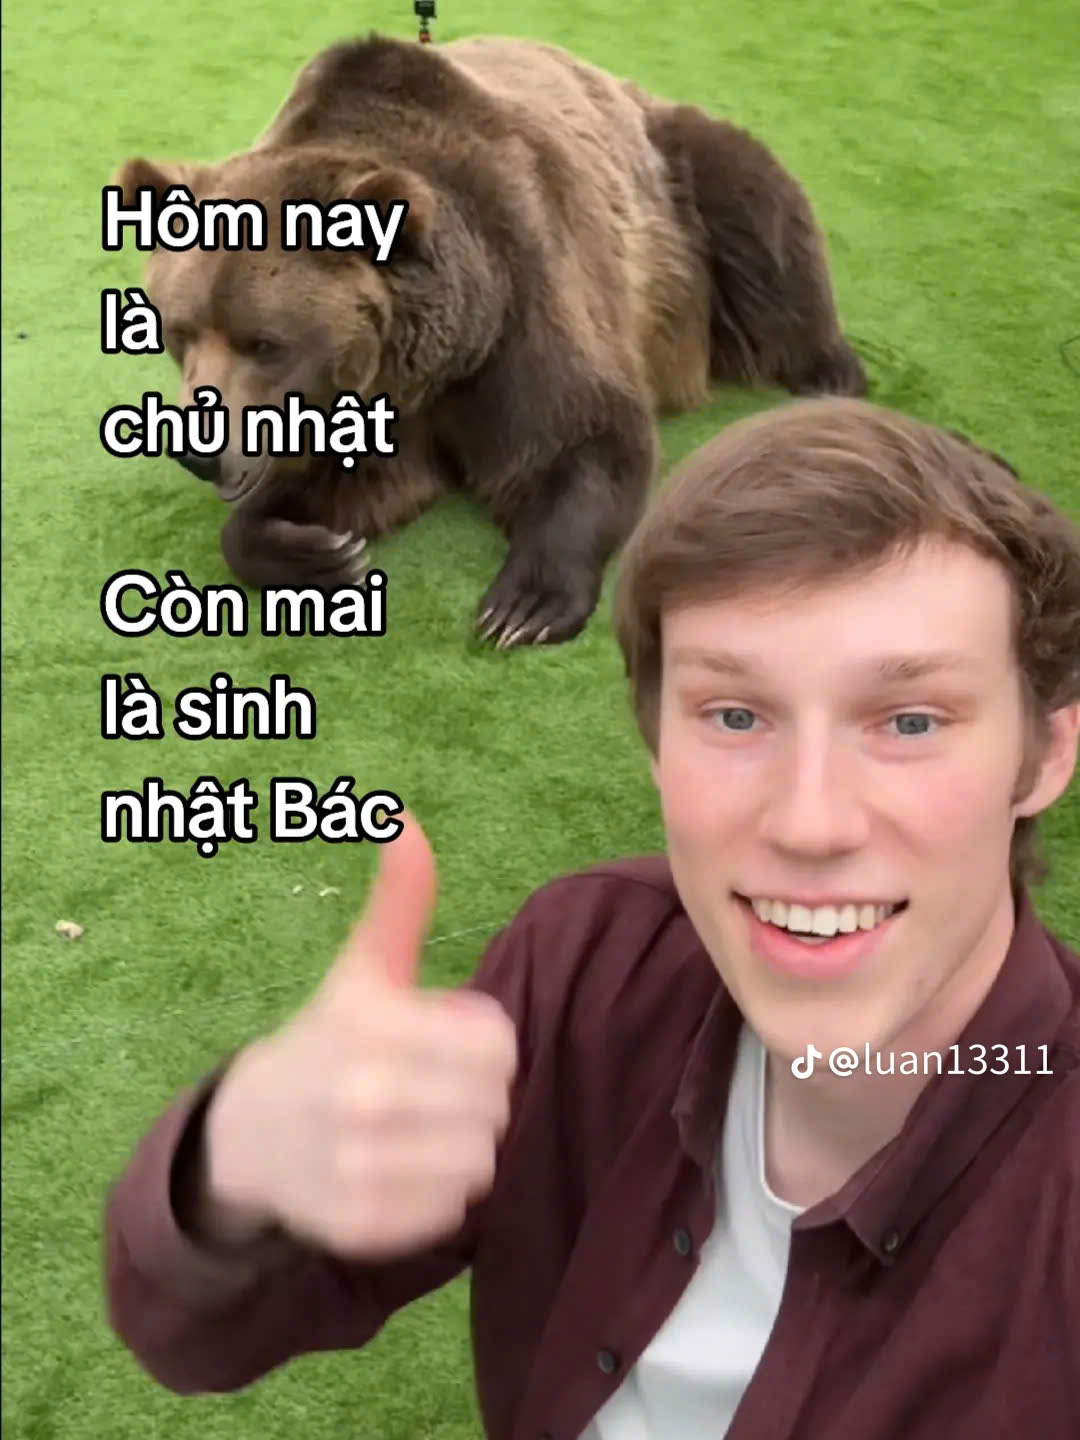 Hôm nay
là
chủ nhật
Còn mai
là sinh
nhật Bác
@luan13311